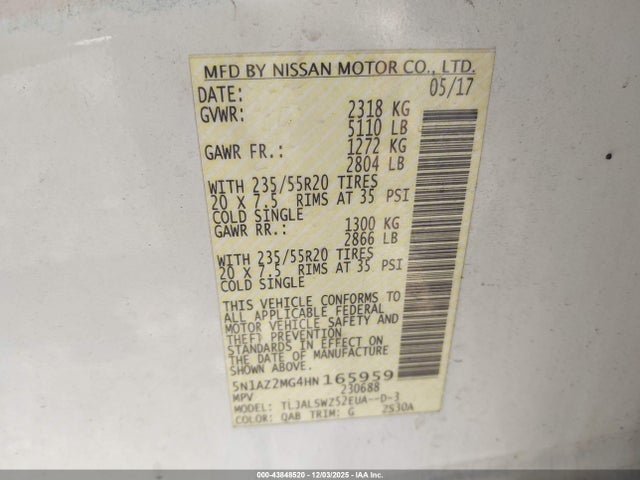 MFD BY NISSAN MOTOR CO., LTD.
DATE: 05/17
GVWR: 2318 KG
5110 LB
GAWR FR.: 1272 KG
2804 LB
WITH 235/55R20 TIRES
20 X 7.5 RIMS AT 35 PSI
COLD SINGLE
GAWR RR.: 1300 KG
2866 LB
WITH 235/55R20 TIRES
20 X 7.5 RIMS AT 35 PSI
COLD SINGLE
THIS VEHICLE CONFORMS TO
ALL APPLICABLE FEDERAL
MOTOR VEHICLE SAFETY AND
THEFT PREVENTION
STANDARDS IN EFFECT ON
THE DATE OF MANUFACTURE
SHOWN ABOVE.
5N1AZ2MG4HN165959
MPV 230688
MODEL: TLJALSWZ52EUA--D-3
COLOR: QAB TRIM: G 2S30A
000-43848520 - 12/03/2025 - IAASDC